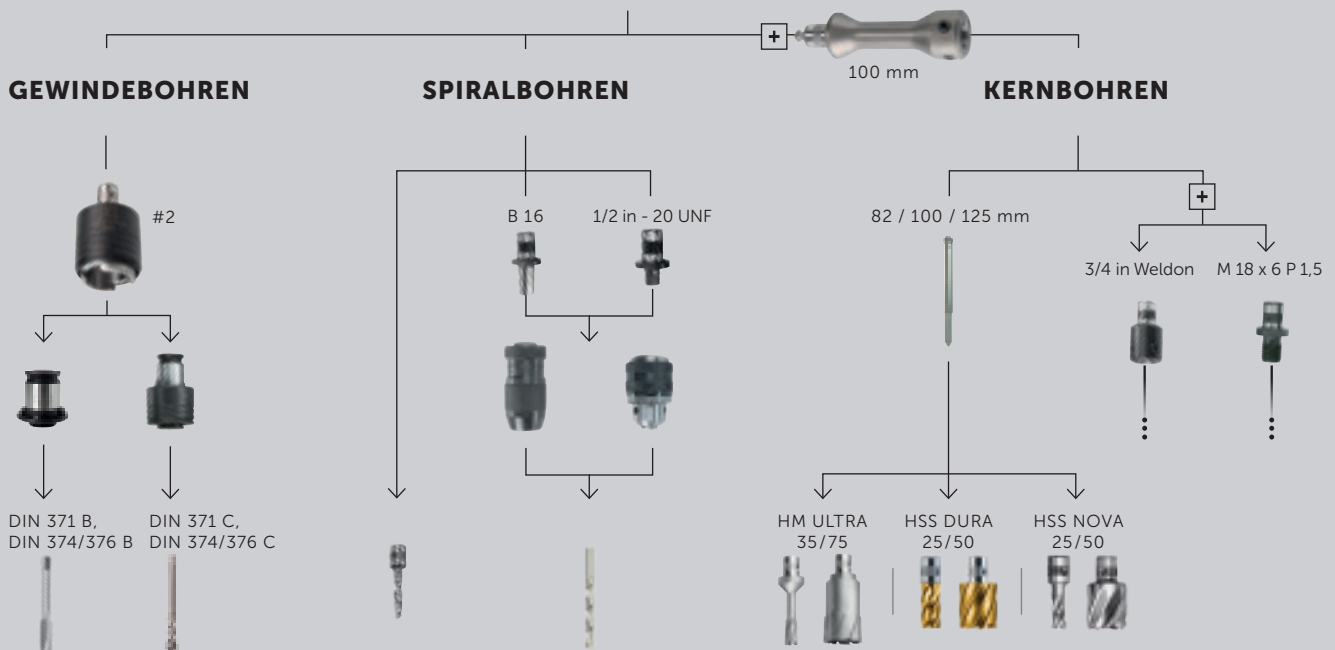 +
100 mm
GEWINDEBOHREN
SPIRALBOHREN
KERNBOHREN
#2
B 16
1/2 in - 20 UNF
82 / 100 / 125 mm
+
3/4 in Weldon
M 18 x 6 P 1,5
DIN 371 B,
DIN 374/376 B
DIN 371 C,
DIN 374/376 C
HM ULTRA
35/75
HSS DURA
25/50
HSS NOVA
25/50